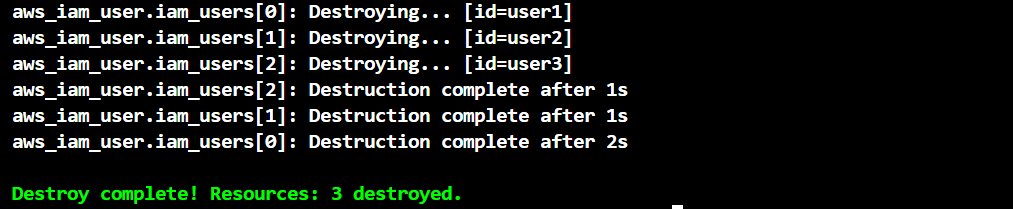 aws_iam_user.iam_users[0]: Destroying... [id=user1]
aws_iam_user.iam_users[1]: Destroying... [id=user2]
aws_iam_user.iam_users[2]: Destroying... [id=user3]
aws_iam_user.iam_users[2]: Destruction complete after 1s
aws_iam_user.iam_users[1]: Destruction complete after 1s
aws_iam_user.iam_users[0]: Destruction complete after 2s
Destroy complete! Resources: 3 destroyed.